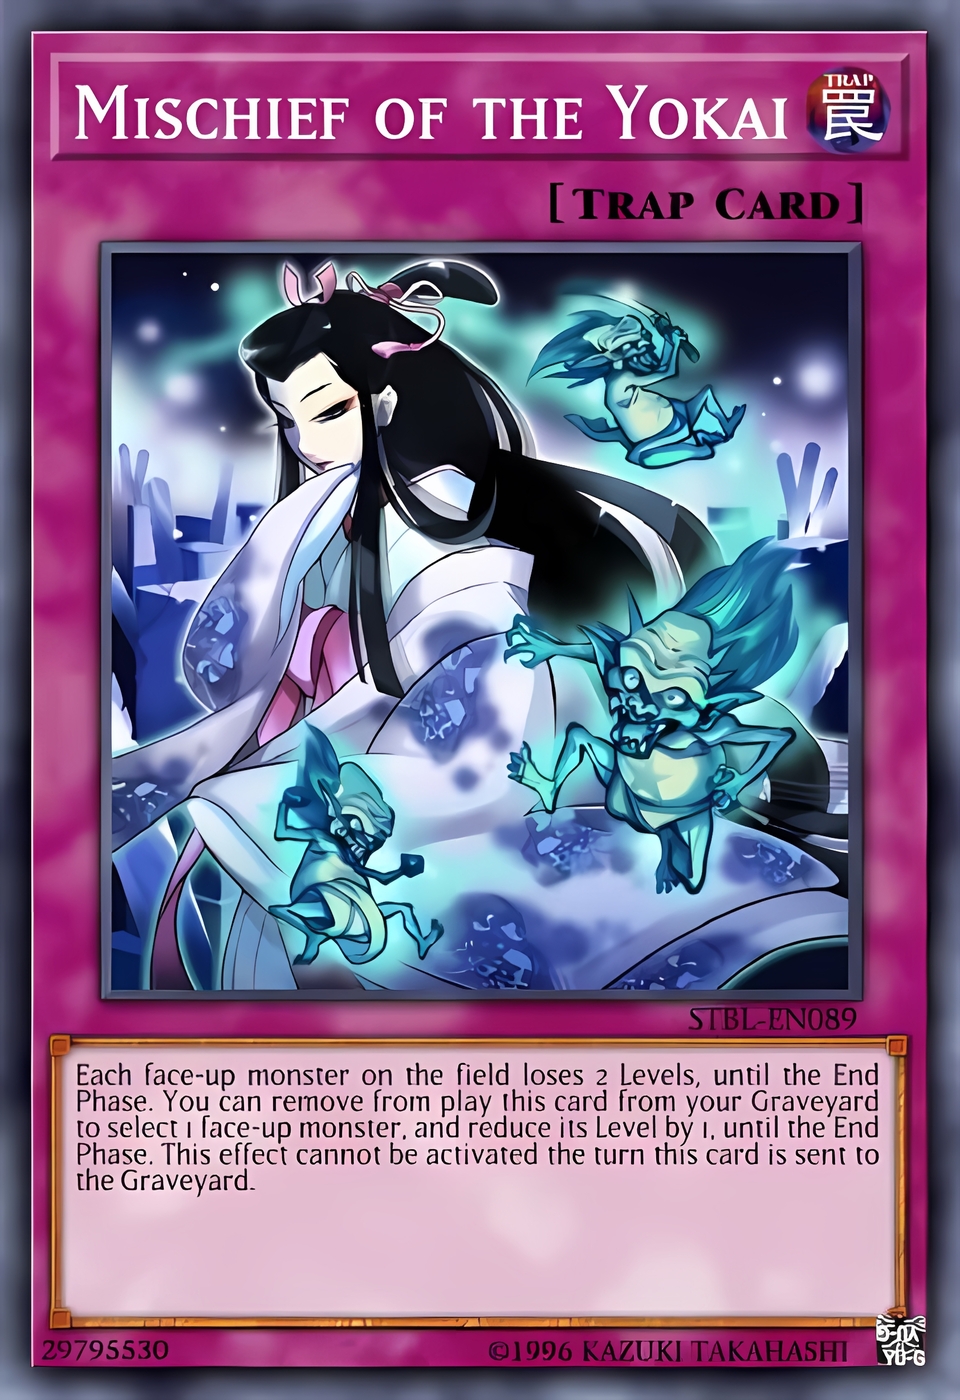 Mischief of the Yokai
TRAP
罠
[Trap Card]
STBL-EN089
Each face-up monster on the field loses 2 Levels, until the End
Phase. You can remove from play this card from your Graveyard
to select 1 face-up monster, and reduce its Level by 1, until the End
Phase. This effect cannot be activated the turn this card is sent to
the Graveyard.
29795530
©1996 KAZUKI TAKAHASHI